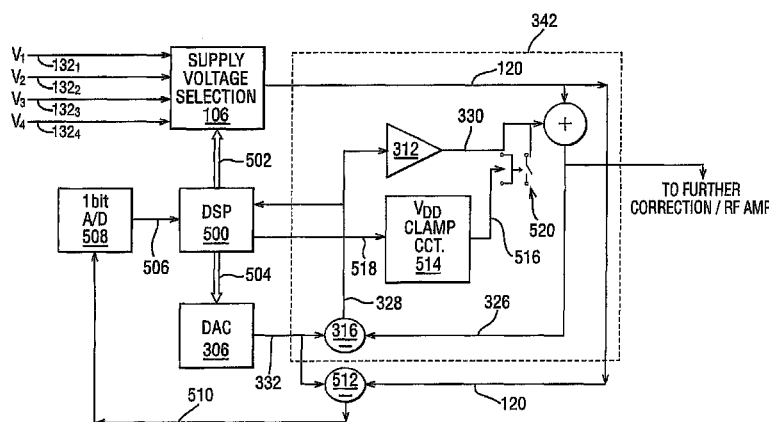 342
V1
132₁
V2
132₂
V3
132₃
V4
132₄
SUPPLY
VOLTAGE
SELECTION
106
120
330
312
+
502
1bit
A/D
508
506
DSP
500
518
VDD
CLAMP
CCT.
514
516
520
TO FURTHER
CORRECTION / RF AMP
504
328
326
DAC
306
332
316
–
512
–
120
510